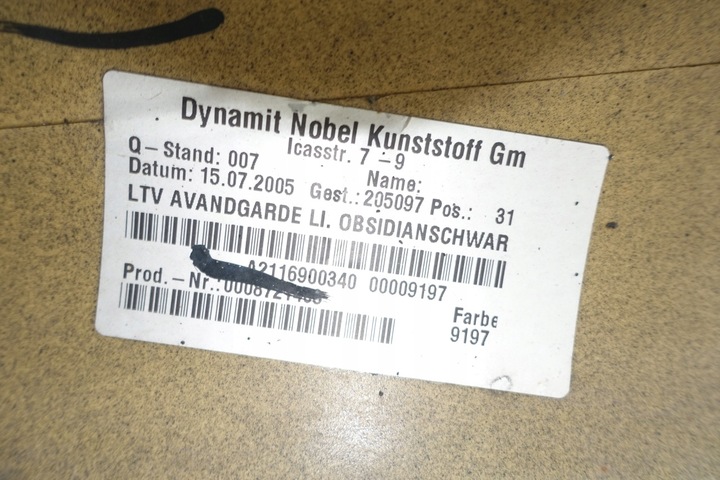 Dynamit Nobel Kunststoff Gm
Icasstr. 7 -9
Q-Stand: 007 Name:
Datum: 15.07.2005 Gest.: 205097 Pos.: 31
LTV AVANDGARDE LI. OBSIDIANSCHWAR
A2116900340 00009197
Prod.-Nr.:
Farbe
9197